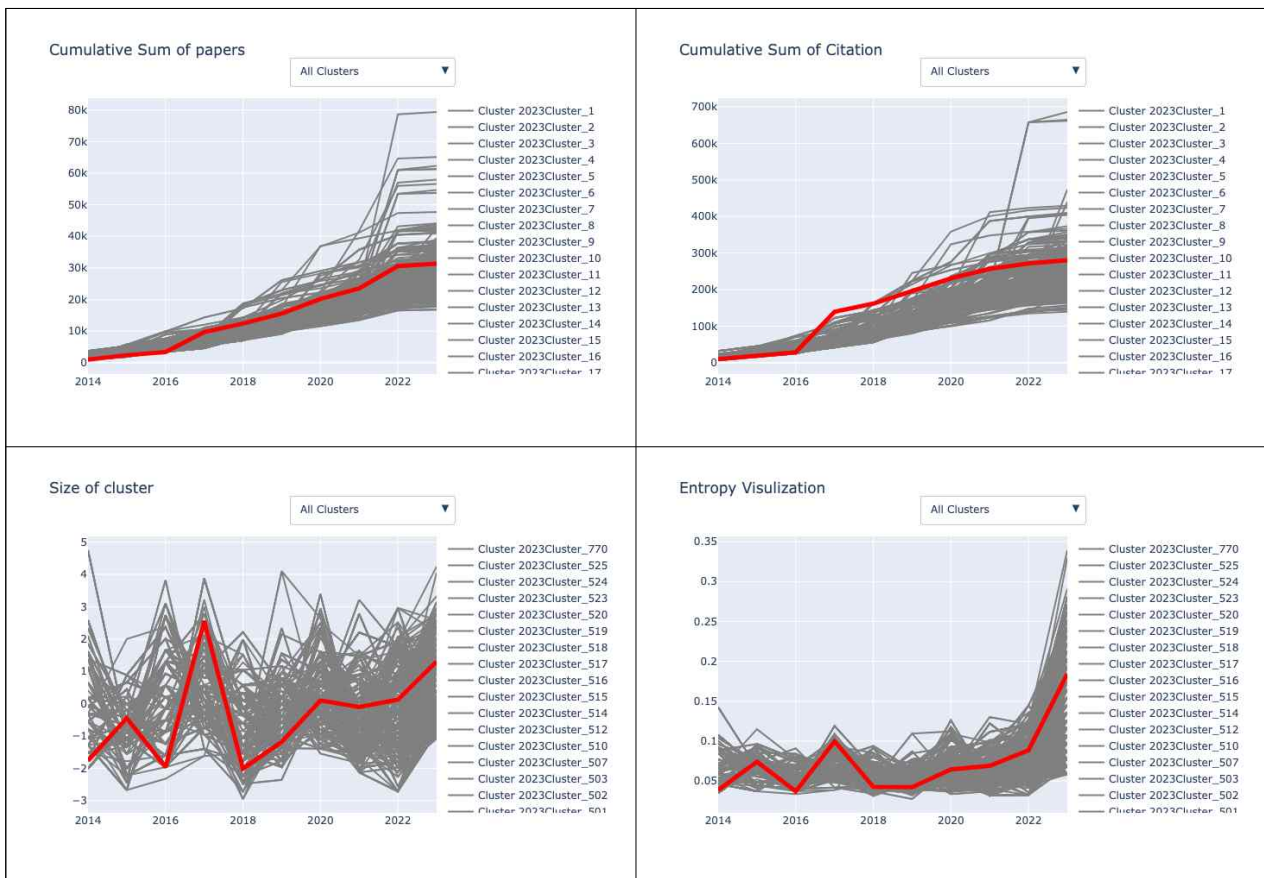 Cumulative Sum of papers
All Clusters ▼
80k
70k
60k
50k
40k
30k
20k
10k
0
2014 2016 2018 2020 2022
Cluster 2023Cluster_1
Cluster 2023Cluster_2
Cluster 2023Cluster_3
Cluster 2023Cluster_4
Cluster 2023Cluster_5
Cluster 2023Cluster_6
Cluster 2023Cluster_7
Cluster 2023Cluster_8
Cluster 2023Cluster_9
Cluster 2023Cluster_10
Cluster 2023Cluster_11
Cluster 2023Cluster_12
Cluster 2023Cluster_13
Cluster 2023Cluster_14
Cluster 2023Cluster_15
Cluster 2023Cluster_16
Cluster 2023Cluster_17
Cumulative Sum of Citation
All Clusters ▼
700k
600k
500k
400k
300k
200k
100k
0
2014 2016 2018 2020 2022
Cluster 2023Cluster_1
Cluster 2023Cluster_2
Cluster 2023Cluster_3
Cluster 2023Cluster_4
Cluster 2023Cluster_5
Cluster 2023Cluster_6
Cluster 2023Cluster_7
Cluster 2023Cluster_8
Cluster 2023Cluster_9
Cluster 2023Cluster_10
Cluster 2023Cluster_11
Cluster 2023Cluster_12
Cluster 2023Cluster_13
Cluster 2023Cluster_14
Cluster 2023Cluster_15
Cluster 2023Cluster_16
Cluster 2023Cluster_17
Size of cluster
All Clusters ▼
5
4
3
2
1
0
−1
−2
−3
2014 2016 2018 2020 2022
Cluster 2023Cluster_770
Cluster 2023Cluster_525
Cluster 2023Cluster_524
Cluster 2023Cluster_523
Cluster 2023Cluster_520
Cluster 2023Cluster_519
Cluster 2023Cluster_518
Cluster 2023Cluster_517
Cluster 2023Cluster_516
Cluster 2023Cluster_515
Cluster 2023Cluster_514
Cluster 2023Cluster_512
Cluster 2023Cluster_510
Cluster 2023Cluster_507
Cluster 2023Cluster_503
Cluster 2023Cluster_502
Cluster 2023Cluster_501
Entropy Visulization
All Clusters ▼
0.35
0.3
0.25
0.2
0.15
0.1
0.05
2014 2016 2018 2020 2022
Cluster 2023Cluster_770
Cluster 2023Cluster_525
Cluster 2023Cluster_524
Cluster 2023Cluster_523
Cluster 2023Cluster_520
Cluster 2023Cluster_519
Cluster 2023Cluster_518
Cluster 2023Cluster_517
Cluster 2023Cluster_516
Cluster 2023Cluster_515
Cluster 2023Cluster_514
Cluster 2023Cluster_512
Cluster 2023Cluster_510
Cluster 2023Cluster_507
Cluster 2023Cluster_503
Cluster 2023Cluster_502
Cluster 2023Cluster_501